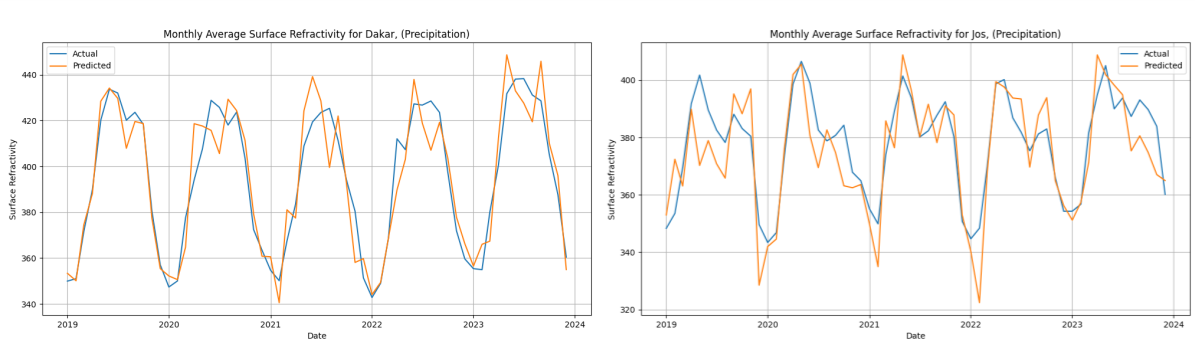 Monthly Average Surface Refractivity for Dakar, (Precipitation)
Actual
Predicted
Surface Refractivity
440
420
400
380
360
340
2019
2020
2021
2022
2023
2024
Date
Monthly Average Surface Refractivity for Jos, (Precipitation)
Actual
Predicted
Surface Refractivity
400
380
360
340
320
2019
2020
2021
2022
2023
2024
Date